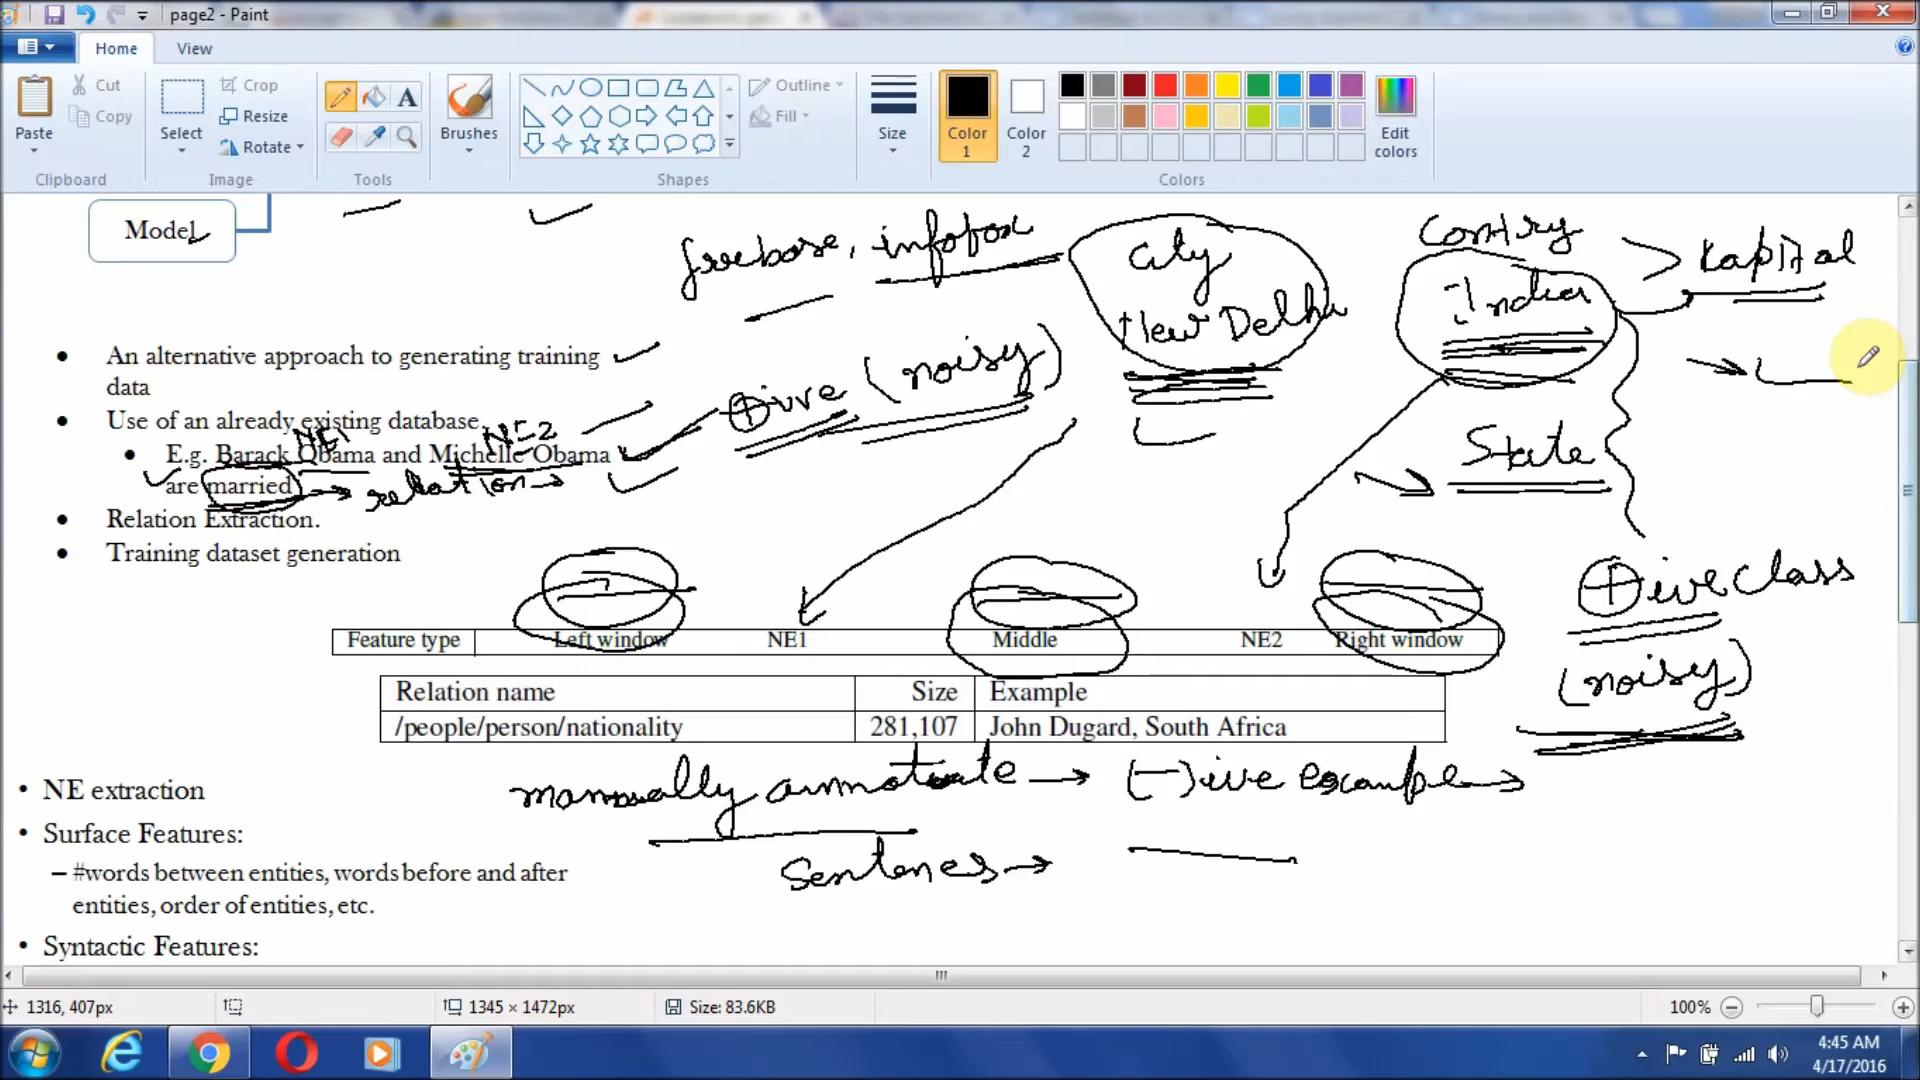 page2 - Paint
Home
View
Paste
Cut
Copy
Clipboard
Select
Crop
Resize
Rotate
Image
A
Tools
Brushes
Shapes
Outline
Fill
Size
Color 1
Color 2
Colors
Edit colors
Model
freebase, infobox
City
New Delhi
Contry
India
Kapital
State
+ive (noisy)
• An alternative approach to generating training
data
• Use of an already existing database.
NE1
NE2
• E.g. Barack Obama and Michelle Obama
are married
relation
• Relation Extraction.
• Training dataset generation
+ive class
(noisy)
Feature type Left window NE1 Middle NE2 Right window
Relation name Size Example
/people/person/nationality 281,107 John Dugard, South Africa
manually annotate → (-)ive example →
Sentences →
• NE extraction
• Surface Features:
– #words between entities, words before and after
entities, order of entities, etc.
• Syntactic Features:
1316, 407px
1345 × 1472px
Size: 83.6KB
100%
4:45 AM
4/17/2016